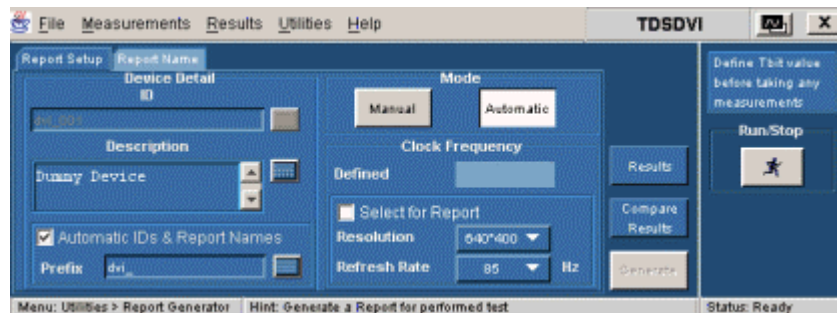 File Measurements Results Utilities Help TDSDVI
Report Setup Report Name
Device Detail
ID
dvi_001
Description
Dummy Device
Automatic IDs & Report Names
Prefix dvi_
Mode
Manual Automatic
Clock Frequency
Defined
Select for Report
Resolution 640*400
Refresh Rate 85 Hz
Results
Compare
Results
Generate
Define Tbit value
before taking any
measurements
Run/Stop
Menu: Utilities > Report Generator Hint: Generate a Report for performed test Status: Ready